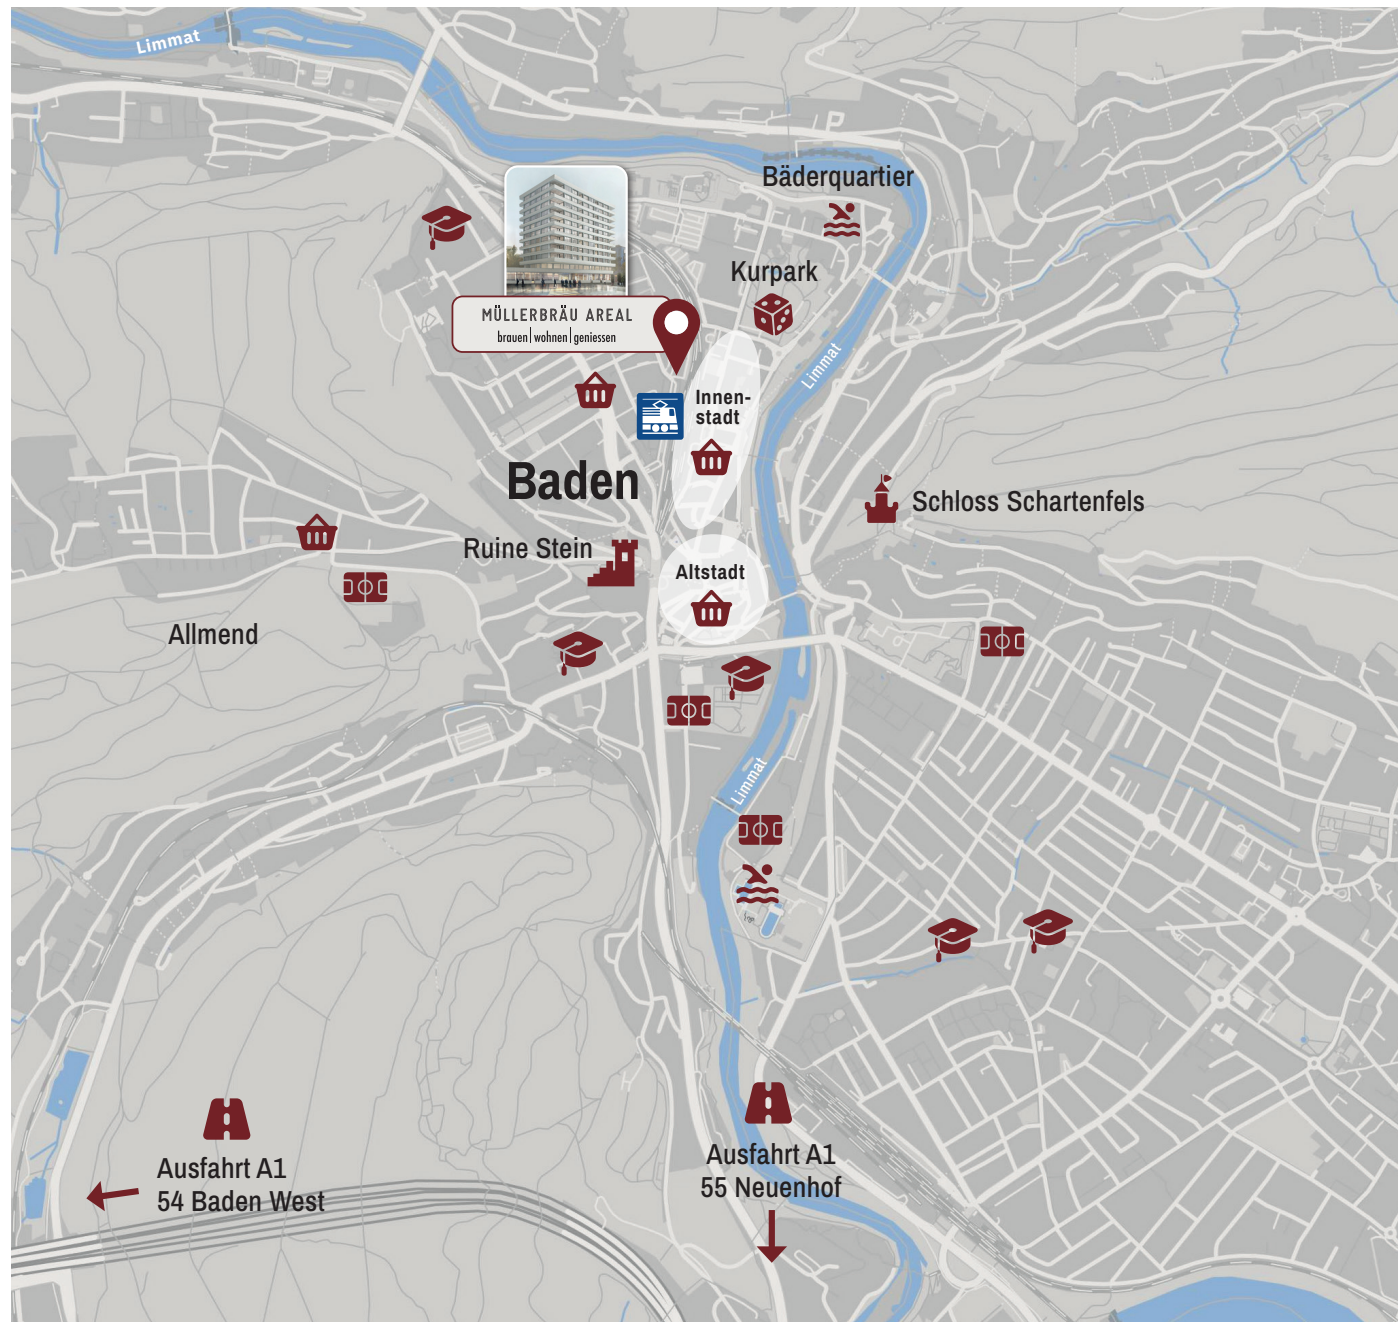 Limmat
Bäderquartier
Kurpark
MÜLLERBRÄU AREAL
brauen|wohnen|geniessen
Limmat
Innen-
stadt
Baden
Schloss Schartenfels
Ruine Stein
Altstadt
Allmend
Limmat
Ausfahrt A1
54 Baden West
Ausfahrt A1
55 Neuenhof